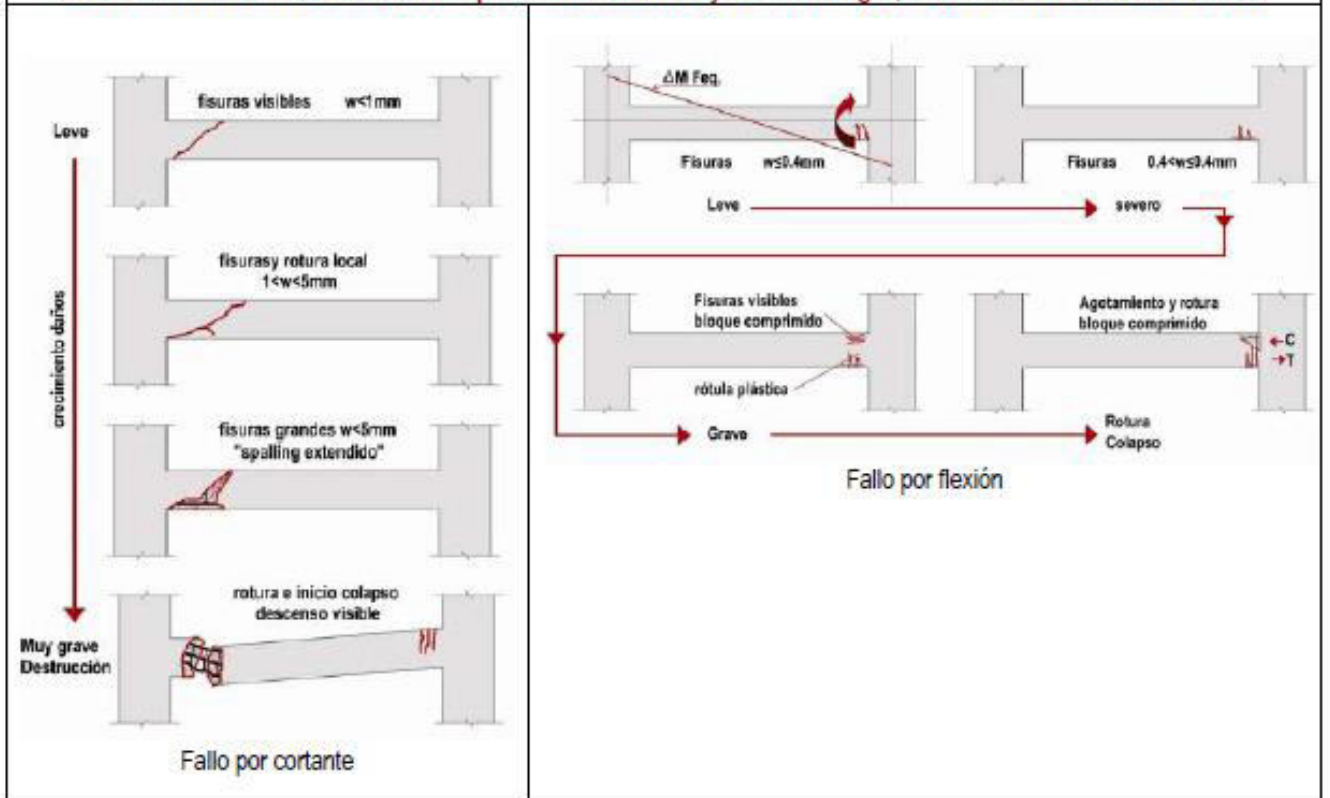 fisuras visibles w<1mm
Leve
fisurasy rotura local
1<w<5mm
crecimiento daños
fisuras grandes w<5mm
"spalling extendido"
rotura e inicio colapso
descenso visible
Muy grave
Destrucción
Fallo por cortante
ΔM Feq.
Fisuras w≤0.4mm
Fisuras 0.4<w≤0.4mm
Leve
severo
Fisuras visibles
bloque comprimido
rótula plástica
Agotamiento y rotura
bloque comprimido
C
T
Grave
Rotura
Colapso
Fallo por flexión